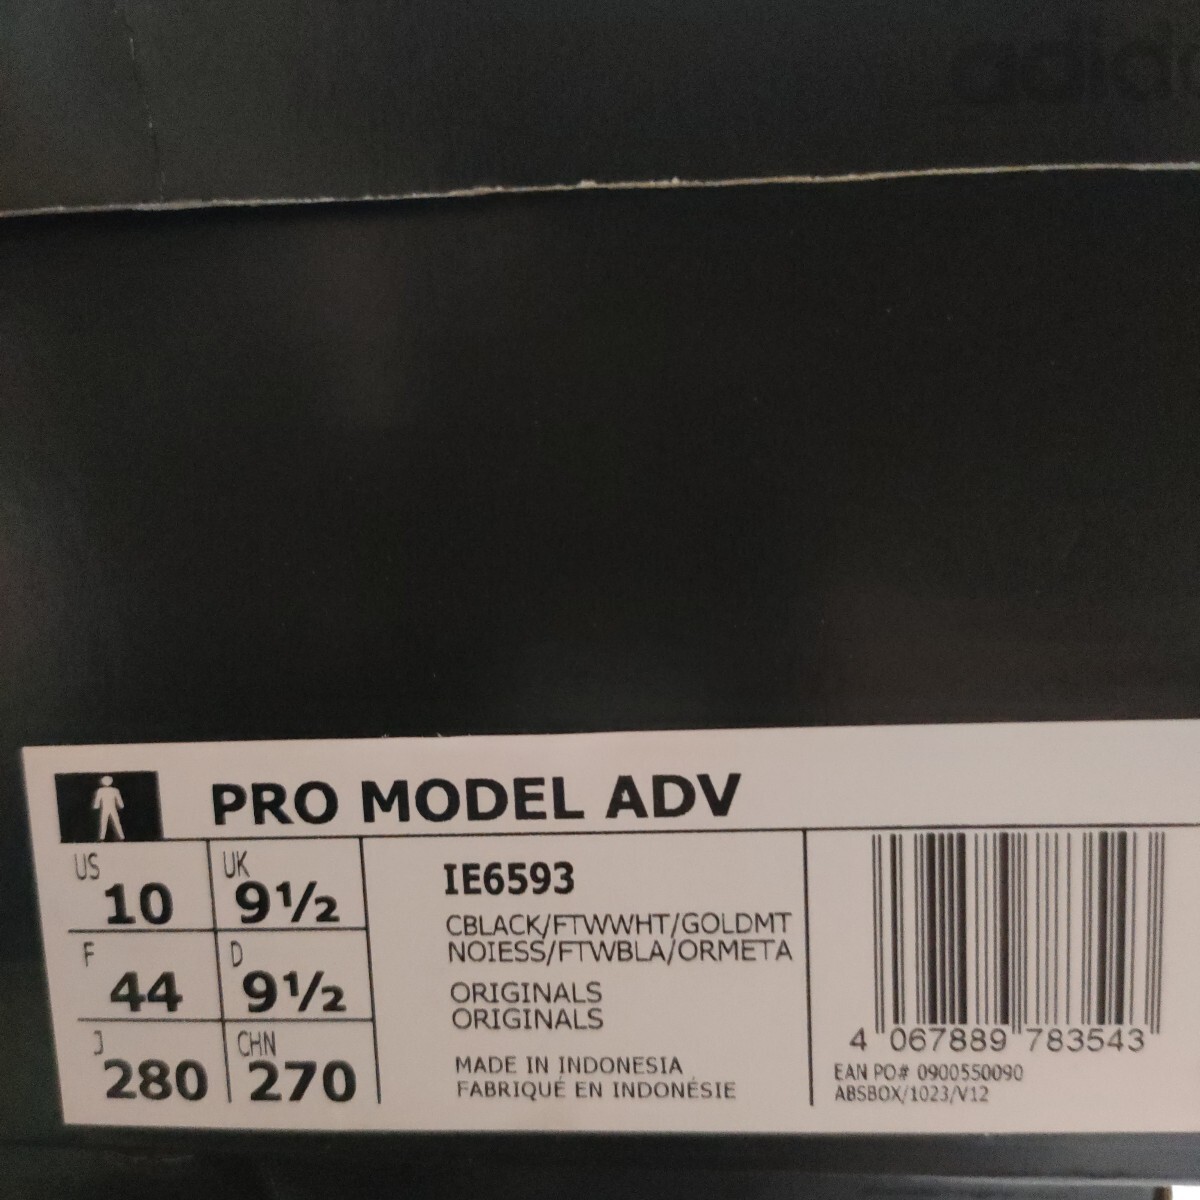 adidas
PRO MODEL ADV
US 10 UK 9½
F 44 D 9½
J 280 CHN 270
IE6593
CBLACK/FTWWHT/GOLDMT
NOIESS/FTWBLA/ORMETA
ORIGINALS
ORIGINALS
MADE IN INDONESIA
FABRIQUÉ EN INDONÉSIE
4 067889 783543
EAN PO# 0900550090
ABSBOX/1023/V12